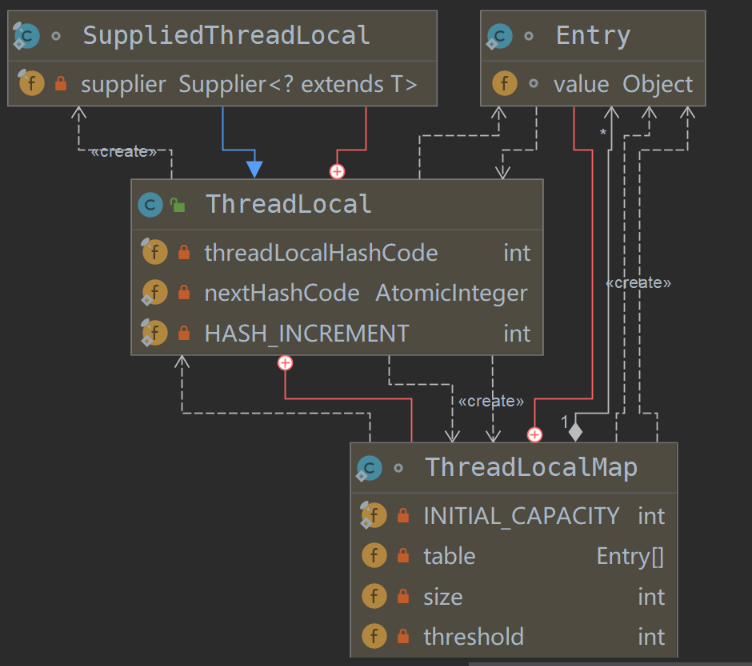 SuppliedThreadLocal
supplier Supplier<? extends T>
Entry
value Object
*
«create»
ThreadLocal
threadLocalHashCode int
nextHashCode AtomicInteger
HASH_INCREMENT int
«create»
«create»
1
ThreadLocalMap
INITIAL_CAPACITY int
table Entry[]
size int
threshold int